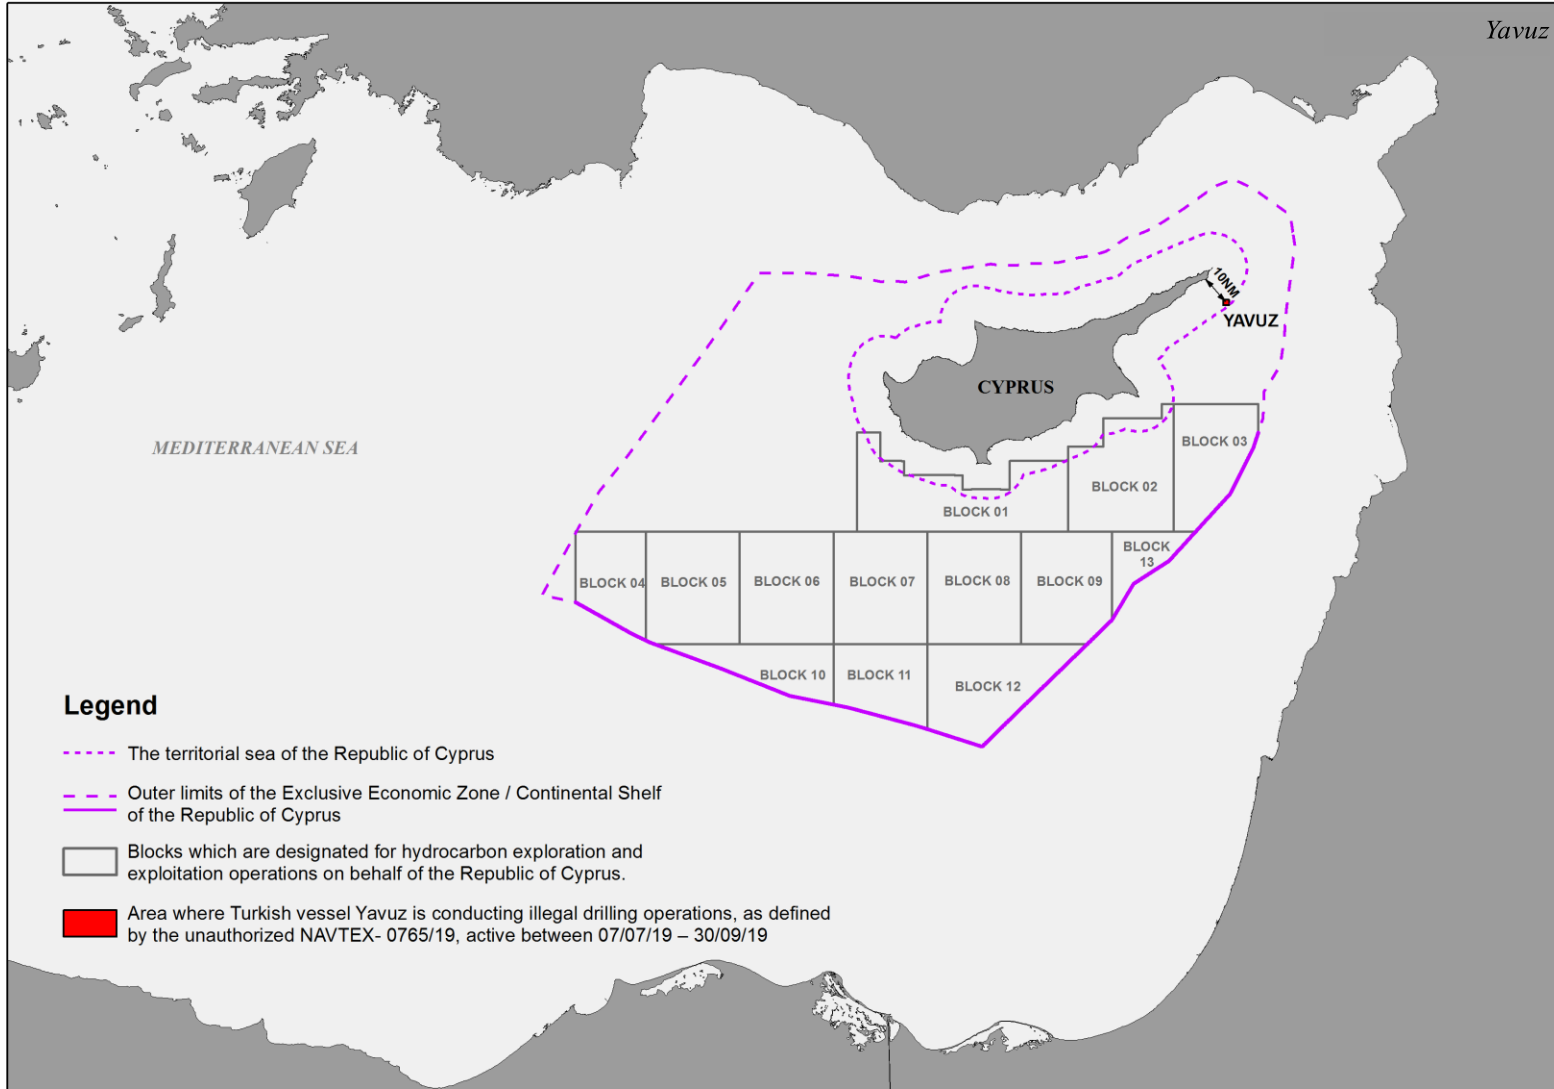 Yavuz
10NM
YAVUZ
CYPRUS
MEDITERRANEAN SEA
BLOCK 03
BLOCK 02
BLOCK 01
BLOCK
13
BLOCK 04
BLOCK 05
BLOCK 06
BLOCK 07
BLOCK 08
BLOCK 09
BLOCK 10
BLOCK 11
BLOCK 12
Legend
The territorial sea of the Republic of Cyprus
Outer limits of the Exclusive Economic Zone / Continental Shelf
of the Republic of Cyprus
Blocks which are designated for hydrocarbon exploration and
exploitation operations on behalf of the Republic of Cyprus.
Area where Turkish vessel Yavuz is conducting illegal drilling operations, as defined
by the unauthorized NAVTEX- 0765/19, active between 07/07/19 – 30/09/19